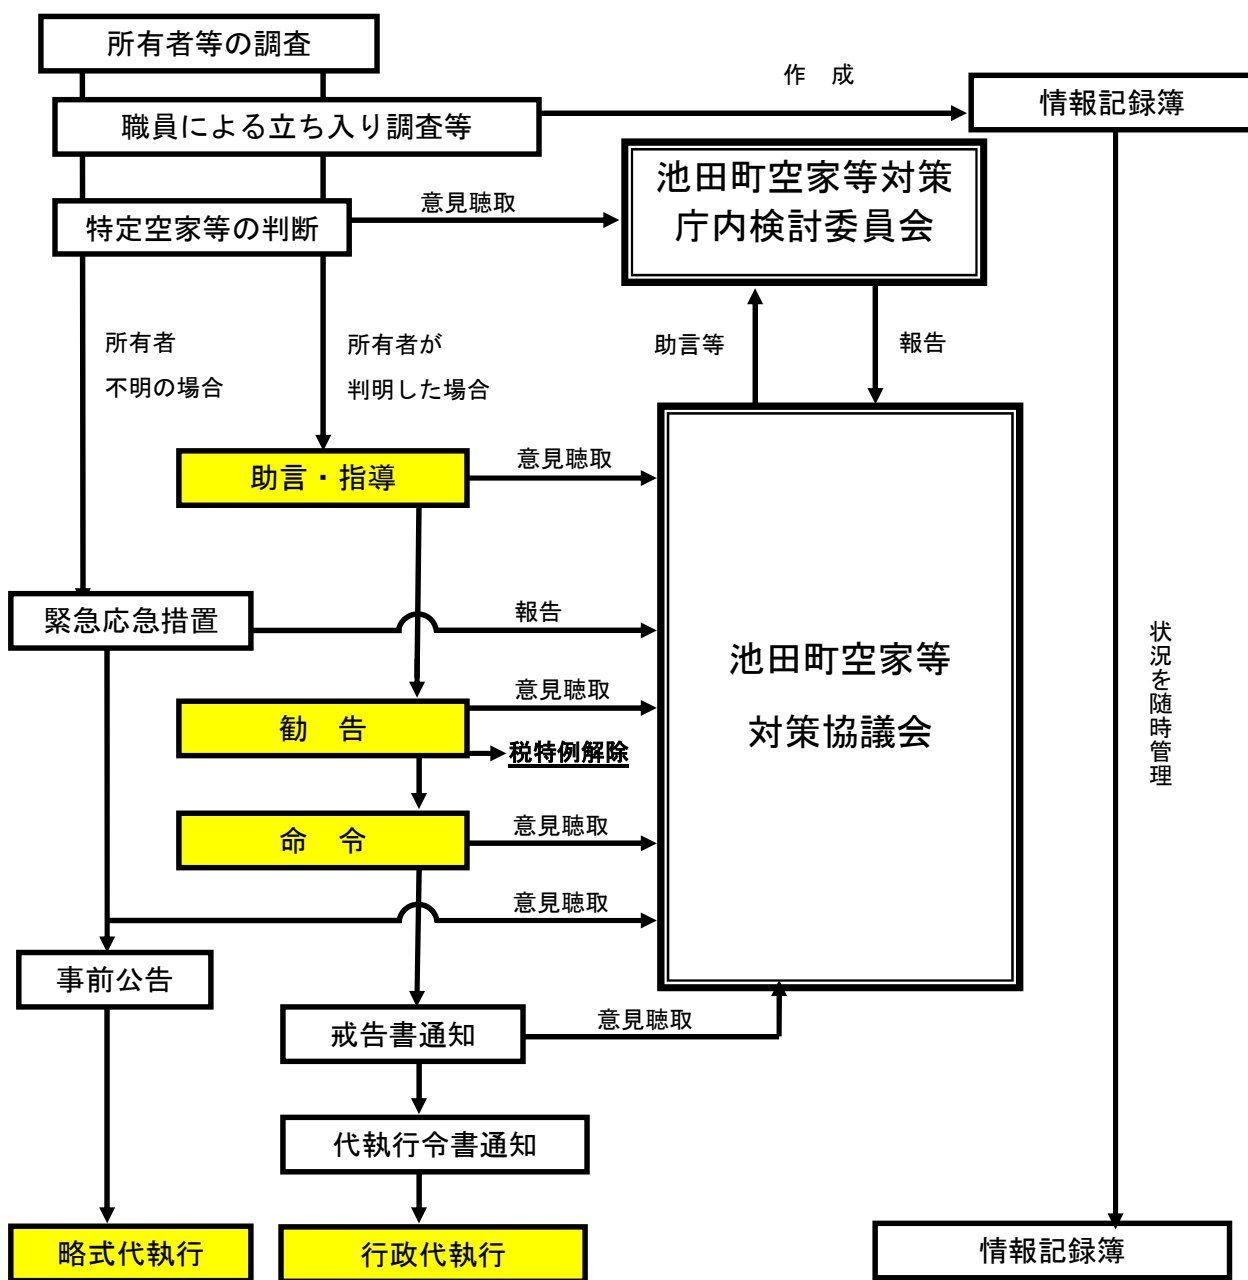 所有者等の調査
作　成
情報記録簿
職員による立ち入り調査等
池田町空家等対策
庁内検討委員会
意見聴取
特定空家等の判断
所有者
不明の場合
所有者が
判明した場合
助言等
報告
助言・指導
意見聴取
緊急応急措置
報告
池田町空家等
対策協議会
状況を随時管理
勧　告
意見聴取
税特例解除
命　令
意見聴取
意見聴取
事前公告
戒告書通知
意見聴取
代執行令書通知
略式代執行
行政代執行
情報記録簿